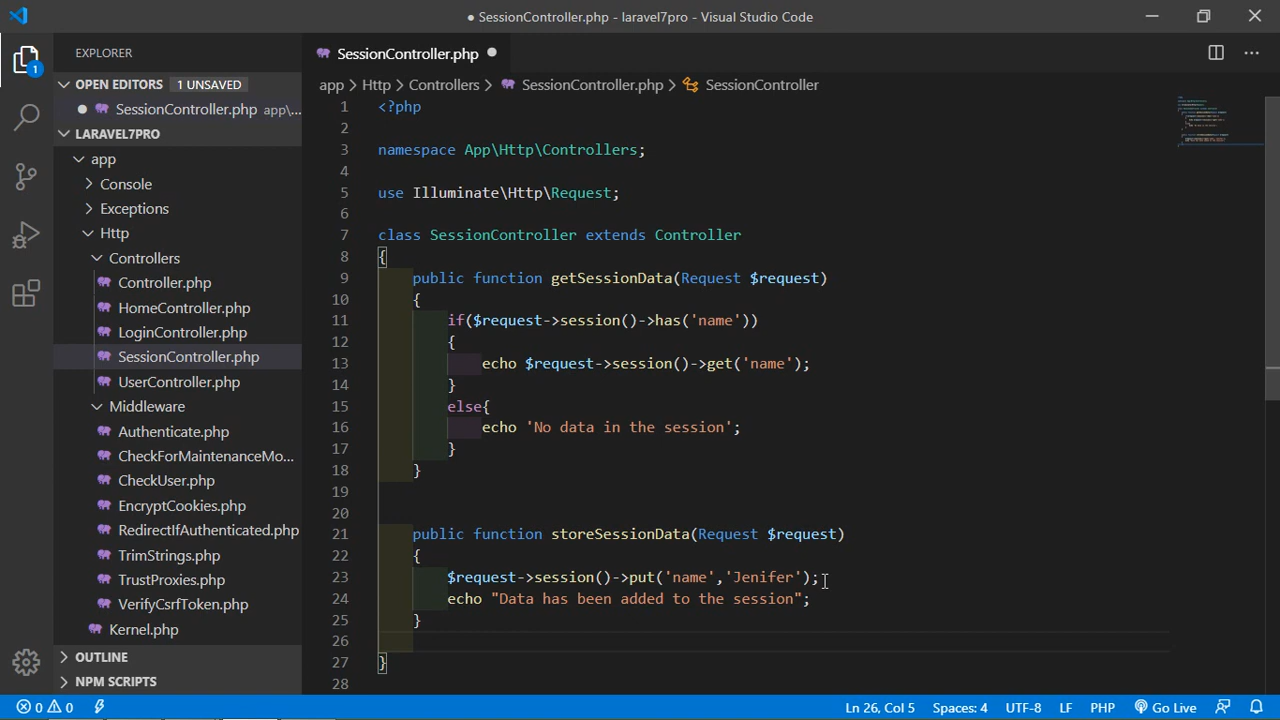 ● SessionController.php - laravel7pro - Visual Studio Code
EXPLORER
OPEN EDITORS 1 UNSAVED
● SessionController.php app\...
LARAVEL7PRO
app
Console
Exceptions
Http
Controllers
Controller.php
HomeController.php
LoginController.php
SessionController.php
UserController.php
Middleware
Authenticate.php
CheckForMaintenanceMo...
CheckUser.php
EncryptCookies.php
RedirectIfAuthenticated.php
TrimStrings.php
TrustProxies.php
VerifyCsrfToken.php
Kernel.php
OUTLINE
NPM SCRIPTS
1
SessionController.php ●
app > Http > Controllers > SessionController.php > SessionController
1 <?php
2
3 namespace App\Http\Controllers;
4
5 use Illuminate\Http\Request;
6
7 class SessionController extends Controller
8 {
9 public function getSessionData(Request $request)
10 {
11 if($request->session()->has('name'))
12 {
13 echo $request->session()->get('name');
14 }
15 else{
16 echo 'No data in the session';
17 }
18 }
19
20
21 public function storeSessionData(Request $request)
22 {
23 $request->session()->put('name','Jenifer');
24 echo "Data has been added to the session";
25 }
26
27 }
28
0 0 Ln 26, Col 5 Spaces: 4 UTF-8 LF PHP Go Live